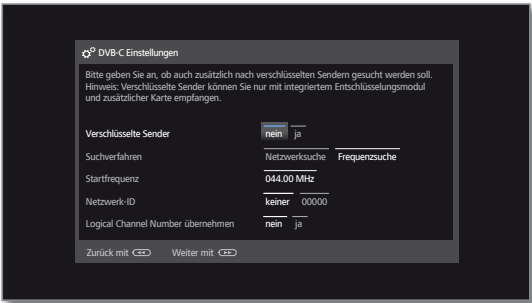 DVB-C Einstellungen
Bitte geben Sie an, ob auch zusätzlich nach verschlüsselten Sendern gesucht werden soll.
Hinweis: Verschlüsselte Sender können Sie nur mit integriertem Entschlüsselungsmodul
und zusätzlicher Karte empfangen.
Verschlüsselte Sender nein ja
Suchverfahren Netzwerksuche Frequenzsuche
Startfrequenz 044.00 MHz
Netzwerk-ID keiner 00000
Logical Channel Number übernehmen nein ja
Zurück mit Weiter mit